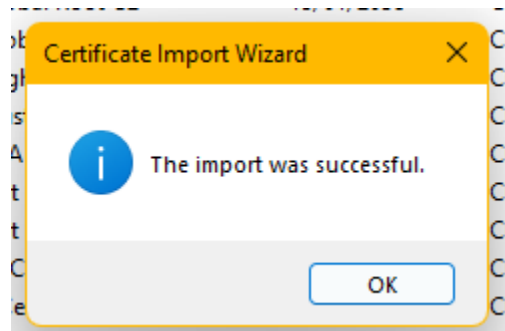 Certificate Import Wizard
The import was successful.
OK